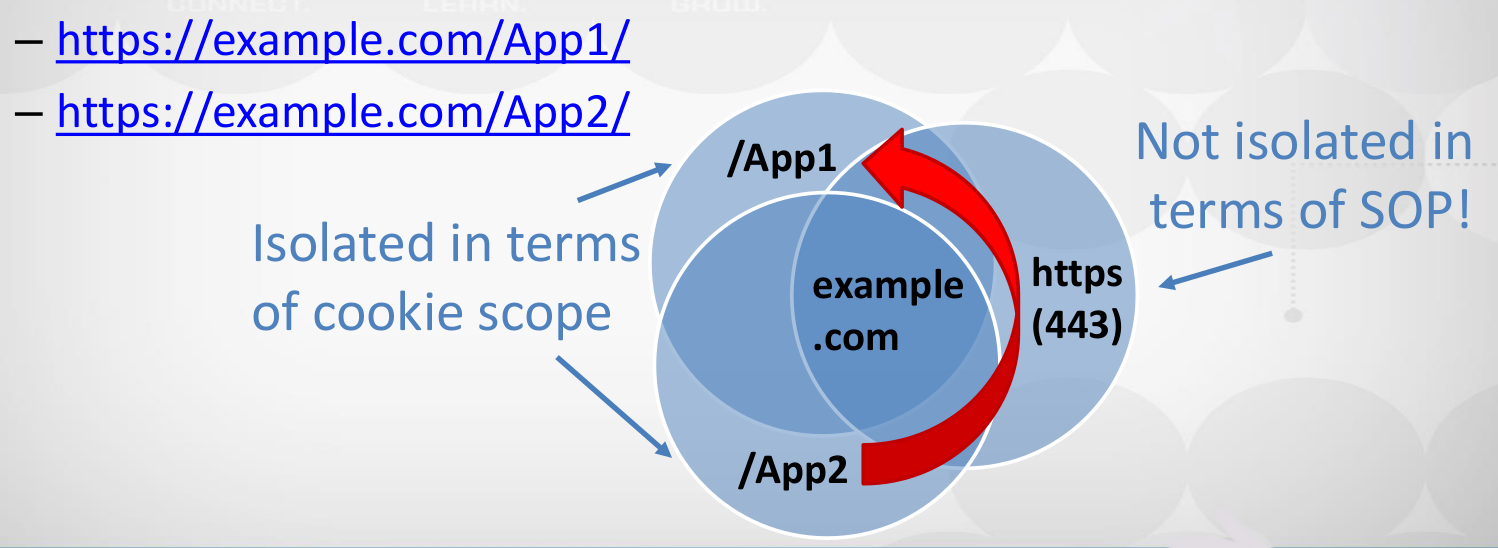 CONNECT. LEARN. GROW.
– https://example.com/App1/
– https://example.com/App2/
/App1
Not isolated in
terms of SOP!
Isolated in terms
of cookie scope
example
.com
https
(443)
/App2